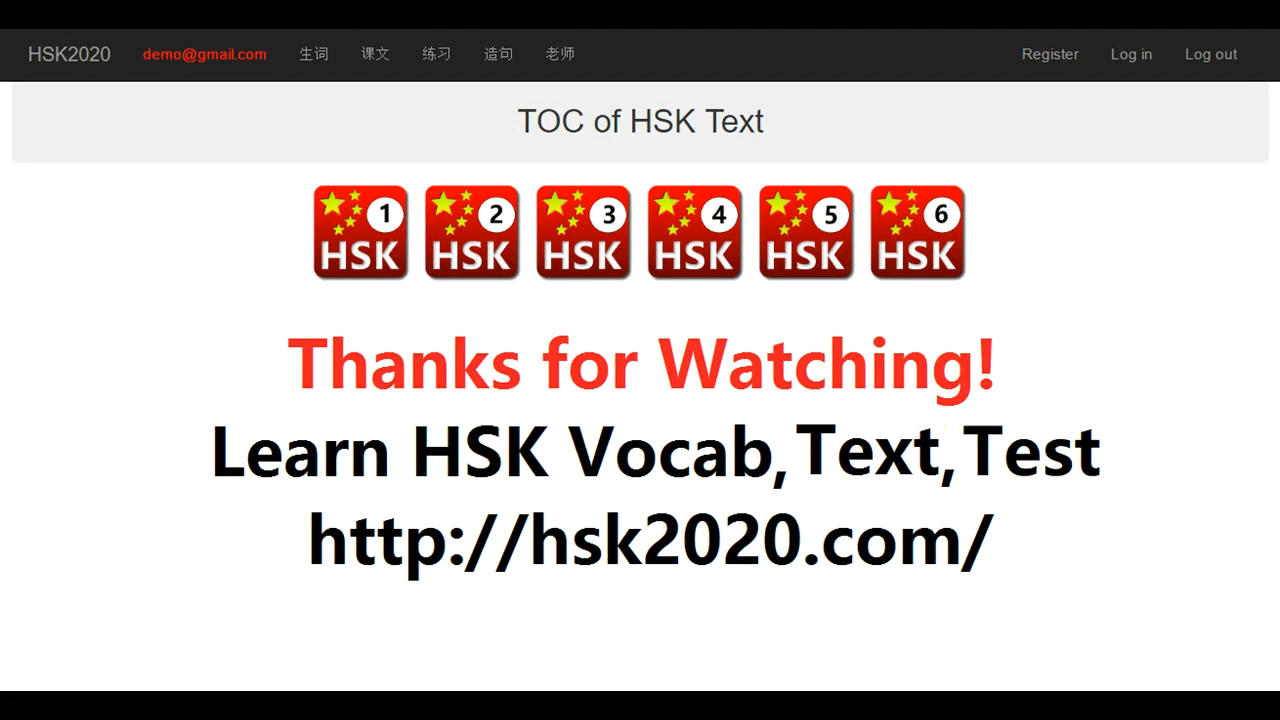 HSK2020 demo@gmail.com 生词 课文 练习 造句 老师 Register Log in Log out
TOC of HSK Text
1 2 3 4 5 6
HSK HSK HSK HSK HSK HSK
Thanks for Watching!
Learn HSK Vocab,Text,Test
http://hsk2020.com/